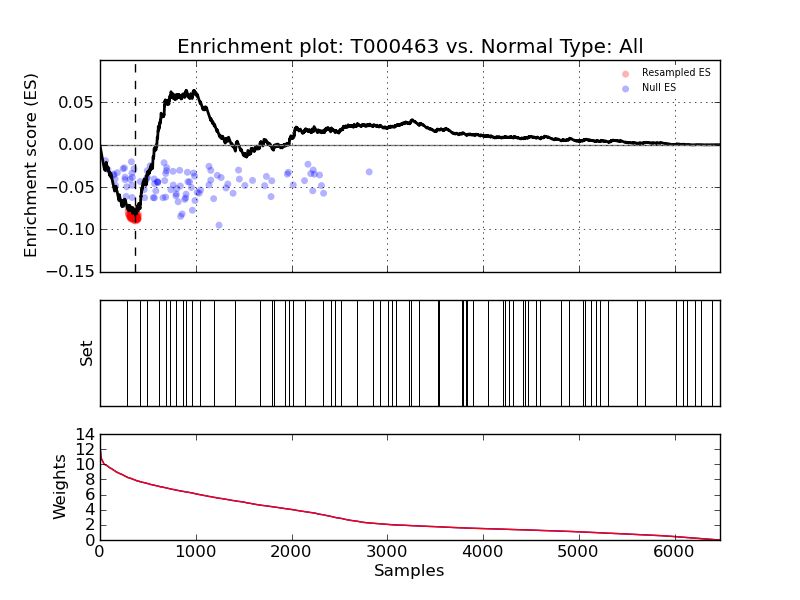 Enrichment plot: T000463 vs. Normal Type: All
Enrichment score (ES)
0.05
0.00
−0.05
−0.10
−0.15
Resampled ES
Null ES
Set
Weights
14
12
10
8
6
4
2
0
0 1000 2000 3000 4000 5000 6000
Samples